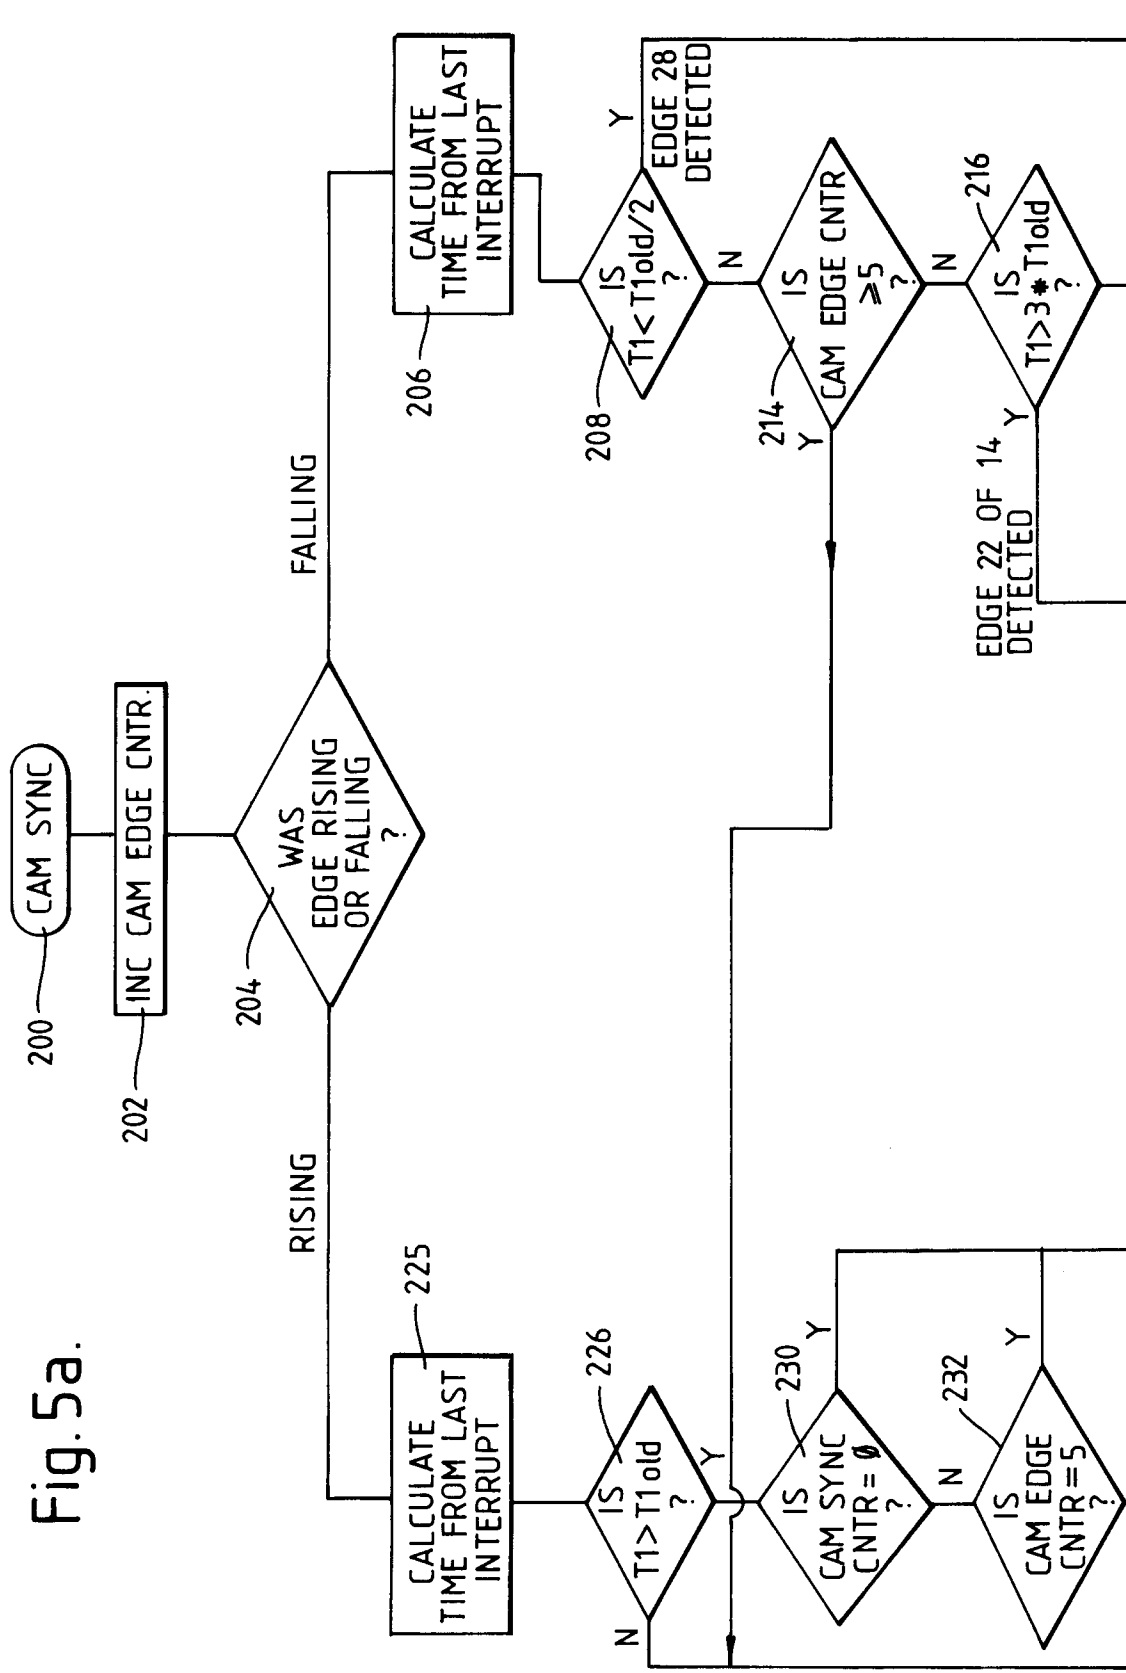 Fig. 5a.
200
CAM SYNC
202
INC CAM EDGE CNTR.
204
WAS
EDGE RISING
OR FALLING
?
RISING
FALLING
225
CALCULATE
TIME FROM LAST
INTERRUPT
206
CALCULATE
TIME FROM LAST
INTERRUPT
226
IS
T1>T1old
?
N
Y
208
IS
T1<T1old/2
?
Y
EDGE 28
DETECTED
N
230
IS
CAM SYNC
CNTR = Ø
?
Y
N
214
IS
CAM EDGE CNTR
≥5
?
Y
N
232
IS
CAM EDGE
CNTR=5
?
Y
216
IS
T1>3*T1old
?
Y
EDGE 22 OF 14
DETECTED